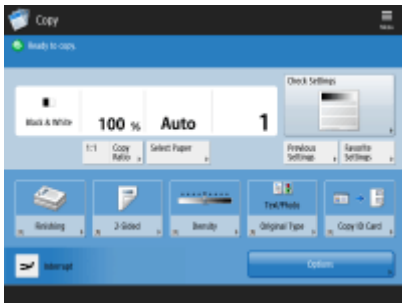 Copy
Menu
Ready to copy.
Check Settings
Black & White
100 %
Auto
1
1:1
Copy Ratio
Select Paper
Previous Settings
Favorite Settings
Text/Photo
Finishing
2-Sided
Density
Original Type
Copy ID Card
Interrupt
Options